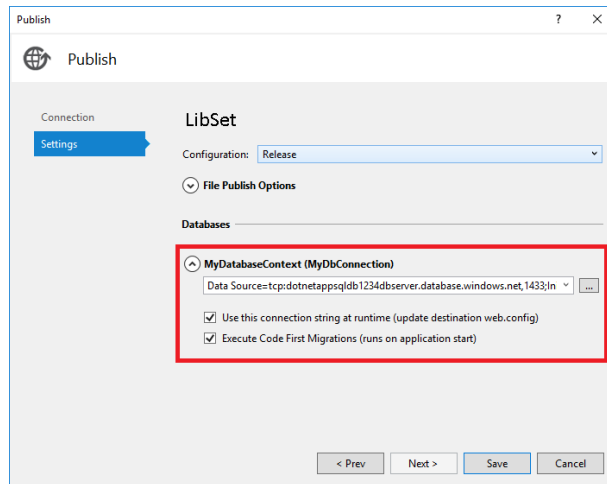 Publish ? ×
Publish
Connection
Settings
LibSet
Configuration: Release
File Publish Options
Databases
MyDatabaseContext (MyDbConnection)
Data Source=tcp:dotnetappsqldb1234dbserver.database.windows.net,1433;In ...
Use this connection string at runtime (update destination web.config)
Execute Code First Migrations (runs on application start)
< Prev Next > Save Cancel